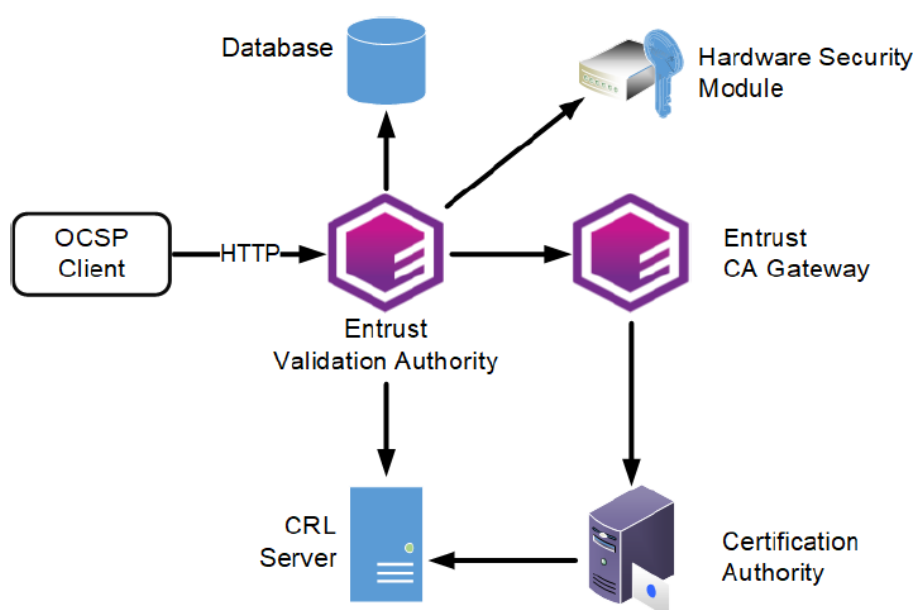 Database
Hardware Security
Module
OCSP
Client
HTTP
Entrust
Validation Authority
Entrust
CA Gateway
CRL
Server
Certification
Authority